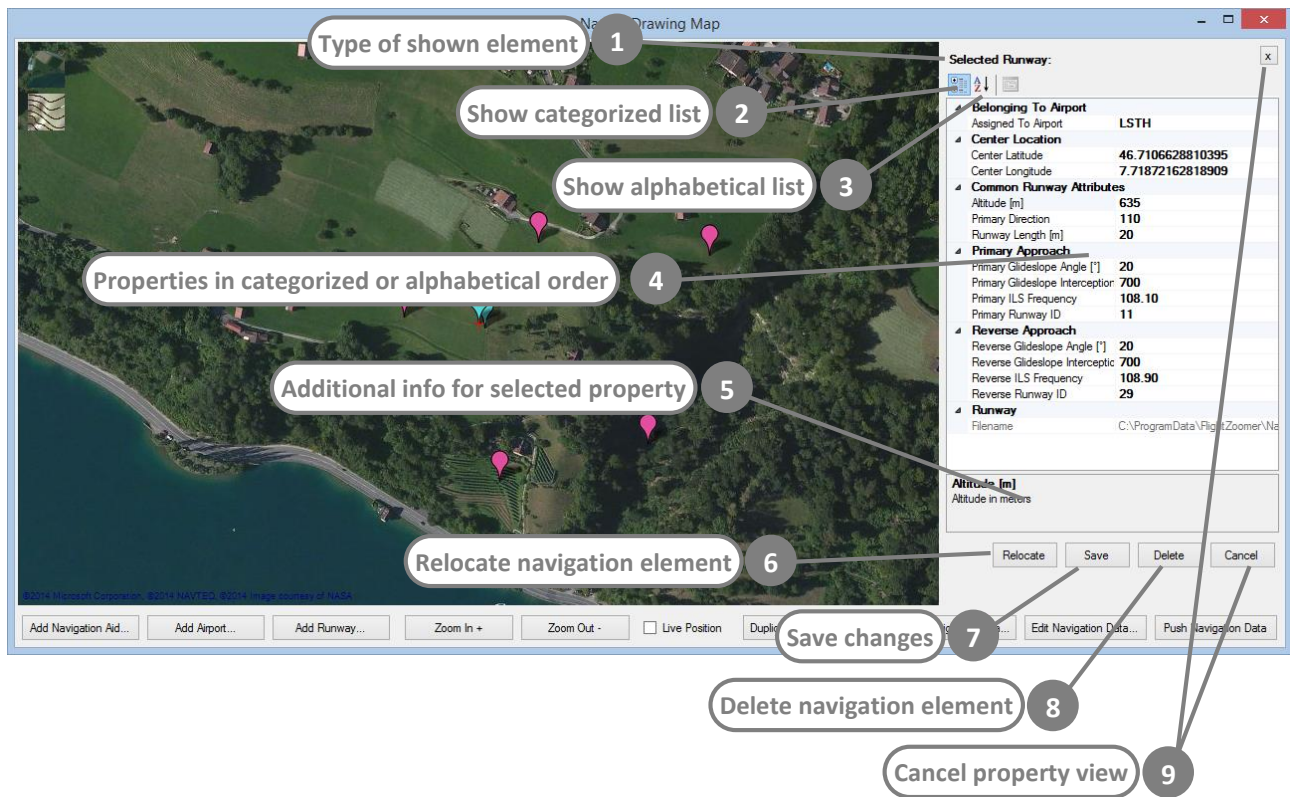 Drawing Map
Type of shown element 1
Selected Runway:
x
Show categorized list 2
Show alphabetical list 3
Belonging To Airport
Assigned To Airport LSTH
Center Location
Center Latitude 46.7106628810395
Center Longitude 7.71872162818909
Common Runway Attributes
Altitude [m] 635
Primary Direction 110
Runway Length [m] 20
Properties in categorized or alphabetical order 4
Primary Approach
Primary Glideslope Angle [°] 20
Primary Glideslope Interception 700
Primary ILS Frequency 108.10
Primary Runway ID 11
Reverse Approach
Reverse Glideslope Angle [°] 20
Reverse Glideslope Interceptic 700
Reverse ILS Frequency 108.90
Reverse Runway ID 29
Runway
Filename C:\ProgramData\FlightZoomer\Na
Additional info for selected property 5
Altitude [m]
Altitude in meters
Relocate navigation element 6
Relocate Save Delete Cancel
©2014 Microsoft Corporation, ©2014 NAVTEQ, ©2014 Image courtesy of NASA
Add Navigation Aid... Add Airport... Add Runway... Zoom In + Zoom Out - Live Position Edit Navigation Data... Push Navigation Data
Save changes 7
Delete navigation element 8
Cancel property view 9